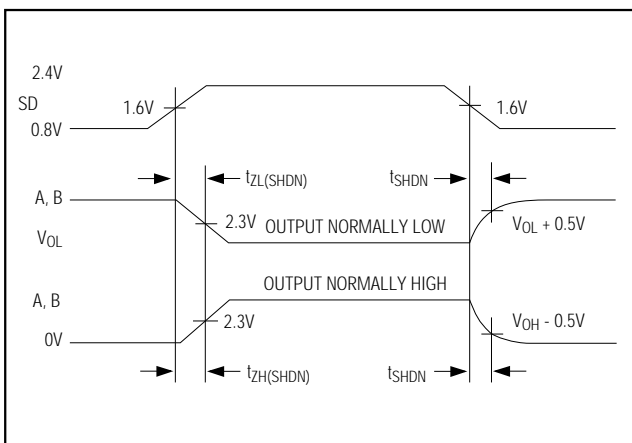 2.4V
SD
1.6V
1.6V
0.8V
tZL(SHDN)
tSHDN
A, B
2.3V
OUTPUT NORMALLY LOW
VOL + 0.5V
VOL
OUTPUT NORMALLY HIGH
A, B
2.3V
VOH - 0.5V
0V
tZH(SHDN)
tSHDN